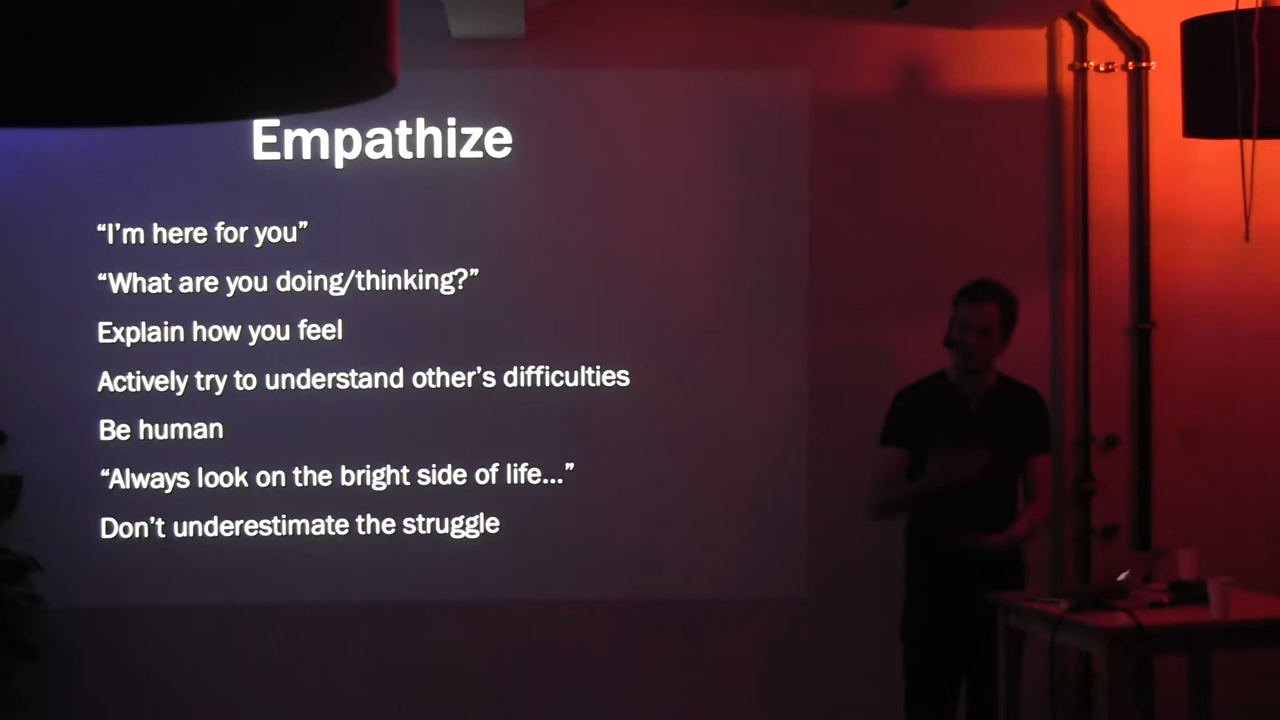 Empathize
“I’m here for you”
“What are you doing/thinking?”
Explain how you feel
Actively try to understand other’s difficulties
Be human
“Always look on the bright side of life...”
Don’t underestimate the struggle